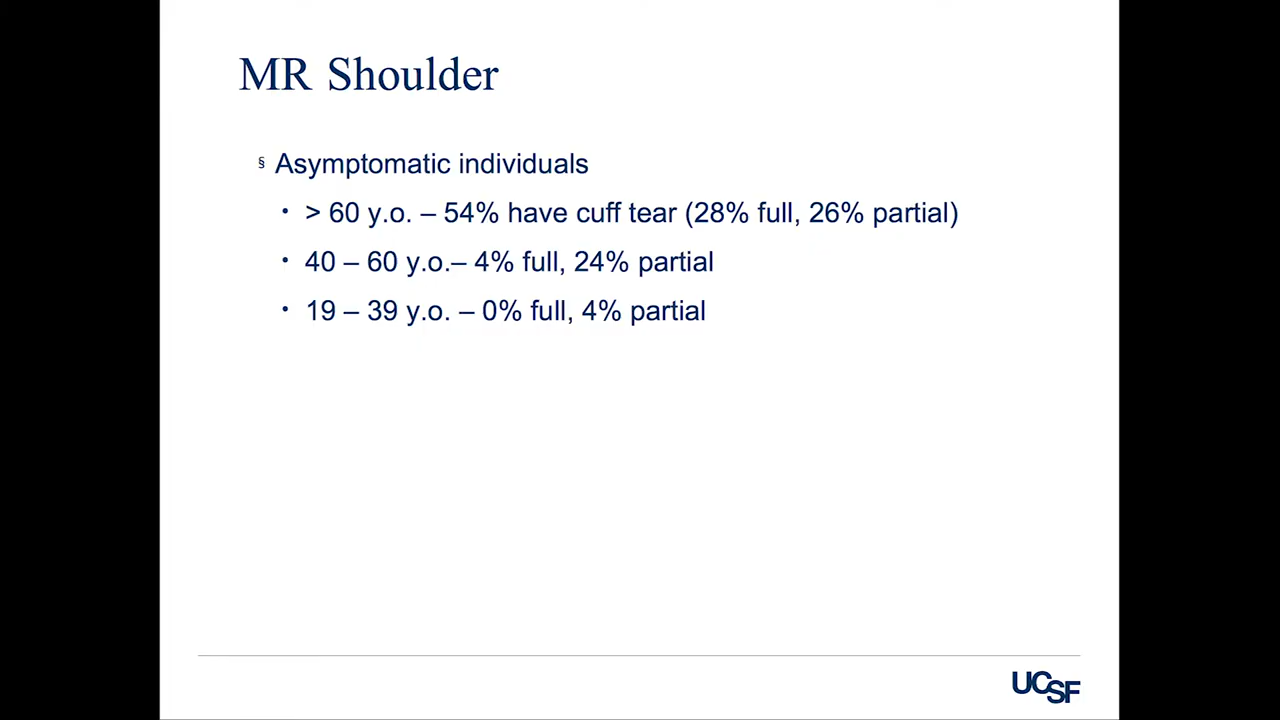 MR Shoulder
§ Asymptomatic individuals
• > 60 y.o. – 54% have cuff tear (28% full, 26% partial)
• 40 – 60 y.o.– 4% full, 24% partial
• 19 – 39 y.o. – 0% full, 4% partial
UCSF